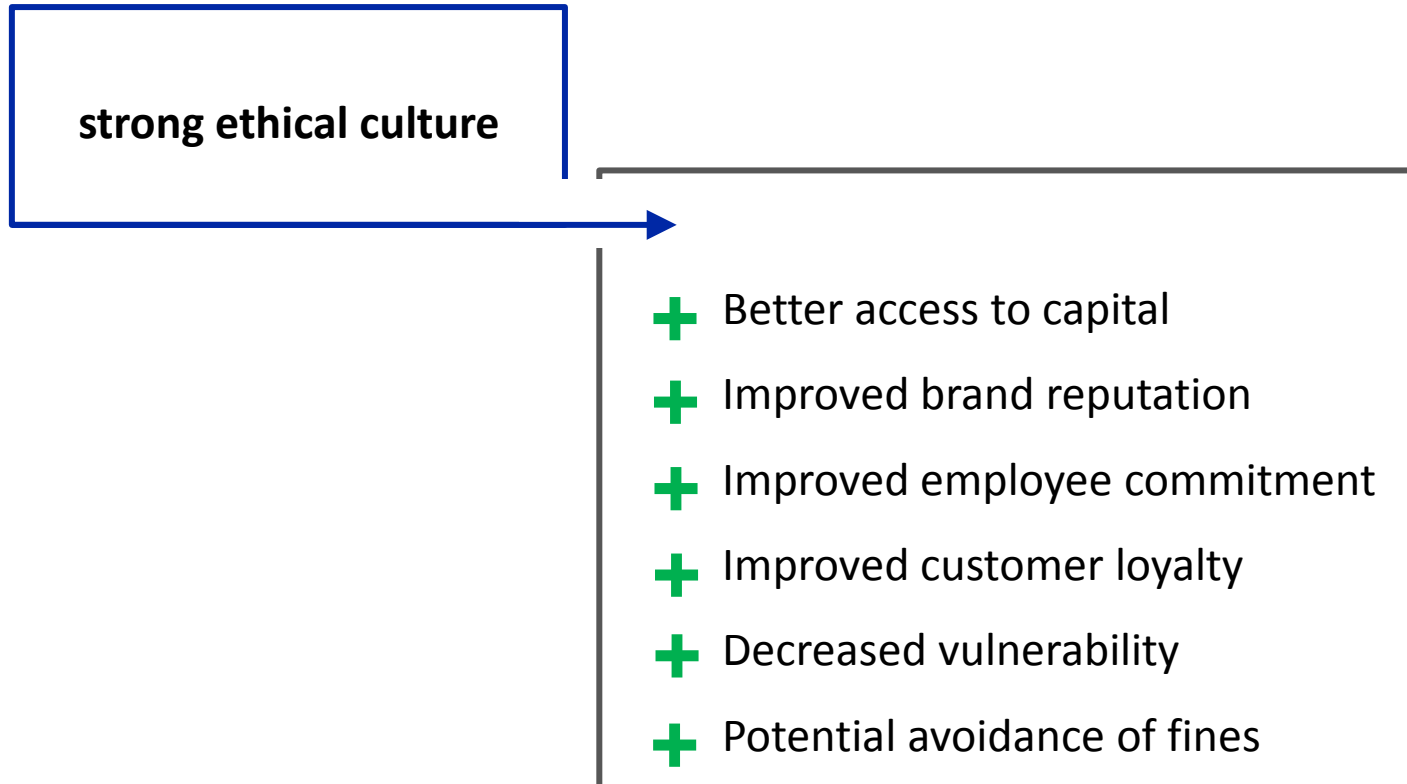 strong ethical culture
Better access to capital
Improved brand reputation
Improved employee commitment
Improved customer loyalty
Decreased vulnerability
Potential avoidance of fines